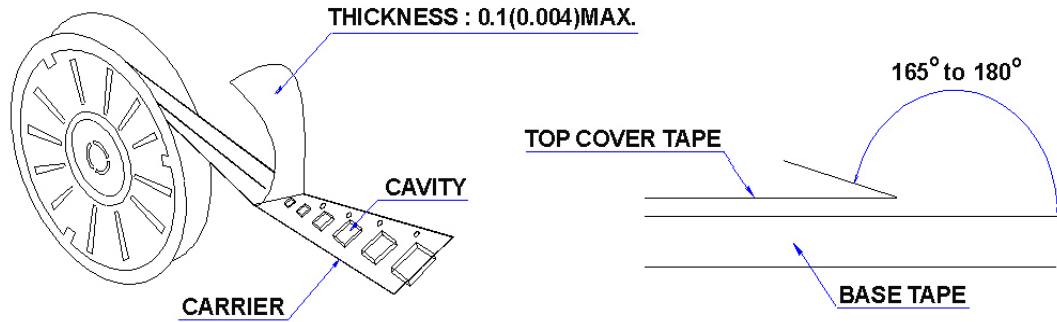 THICKNESS : 0.1(0.004)MAX.
165° to 180°
TOP COVER TAPE
CAVITY
CARRIER
BASE TAPE